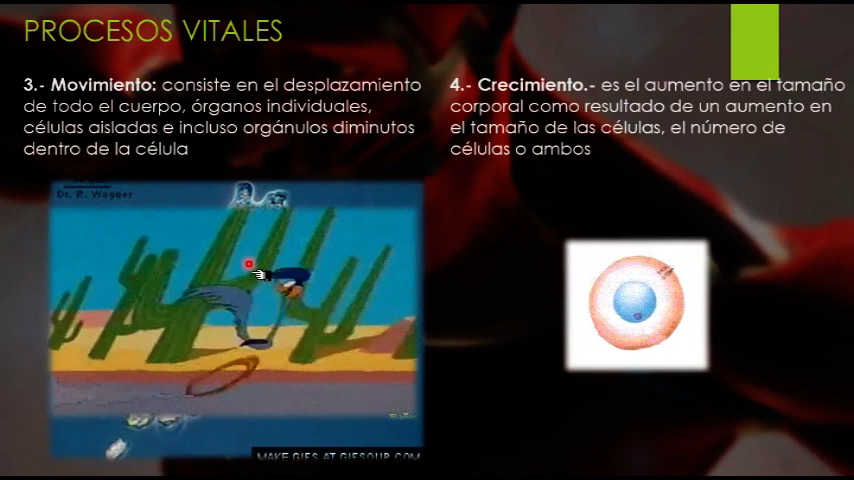 PROCESOS VITALES
3.- Movimiento: consiste en el desplazamiento
de todo el cuerpo, órganos individuales,
células aisladas e incluso orgánulos diminutos
dentro de la célula
4.- Crecimiento.- es el aumento en el tamaño
corporal como resultado de un aumento en
el tamaño de las células, el número de
células o ambos
Dr. R. Wagner
MAKE GIFS AT GIFSOUP.COM